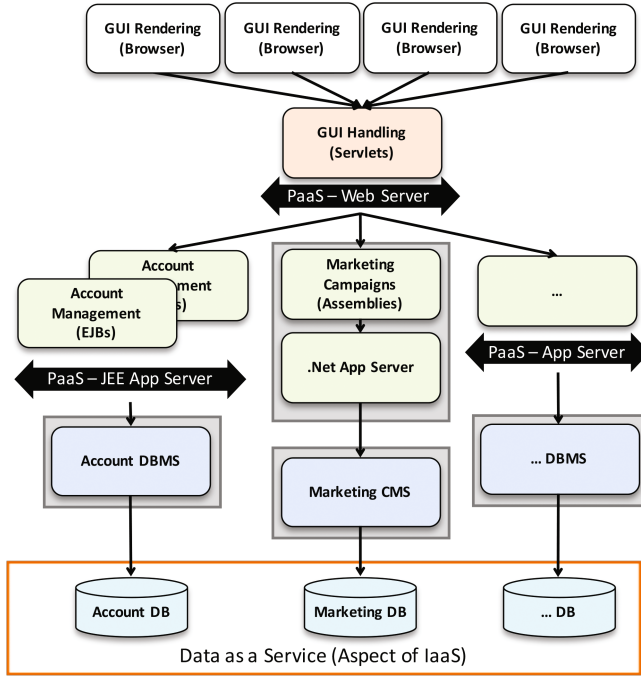 GUI Rendering
(Browser)
GUI Rendering
(Browser)
GUI Rendering
(Browser)
GUI Rendering
(Browser)
GUI Handling
(Servlets)
PaaS – Web Server
Account
Account
Management
(EJBs)
Marketing
Campaigns
(Assemblies)
...
.Net App Server
PaaS – JEE App Server
PaaS – App Server
Account DBMS
Marketing CMS
... DBMS
Account DB
Marketing DB
... DB
Data as a Service (Aspect of IaaS)